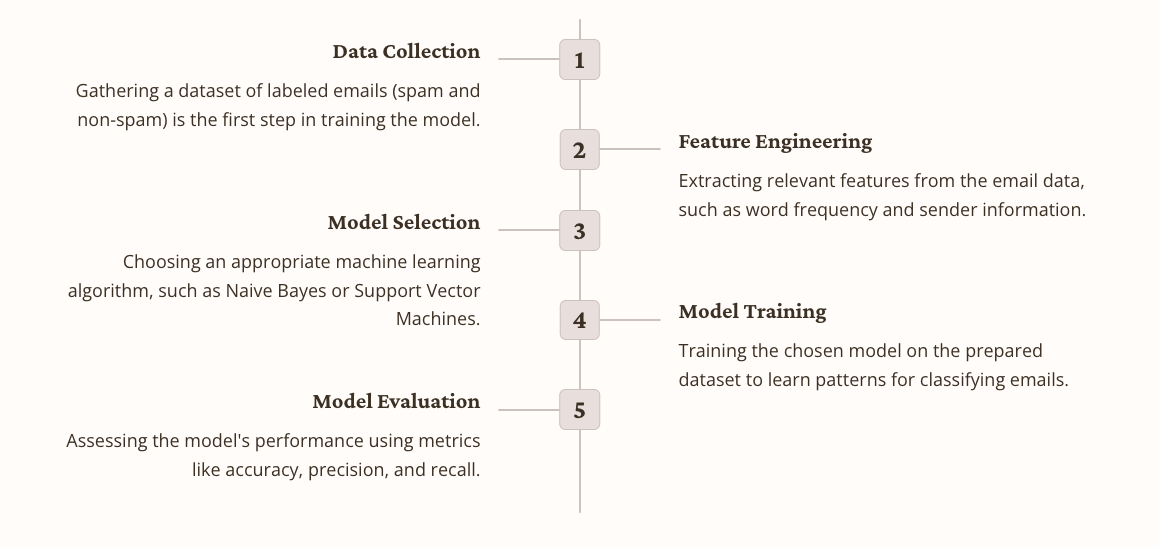 Data Collection
1
Gathering a dataset of labeled emails (spam and
non-spam) is the first step in training the model.
2
Feature Engineering
Extracting relevant features from the email data,
such as word frequency and sender information.
Model Selection
3
Choosing an appropriate machine learning
algorithm, such as Naive Bayes or Support Vector
Machines.
4
Model Training
Training the chosen model on the prepared
dataset to learn patterns for classifying emails.
Model Evaluation
5
Assessing the model's performance using metrics
like accuracy, precision, and recall.